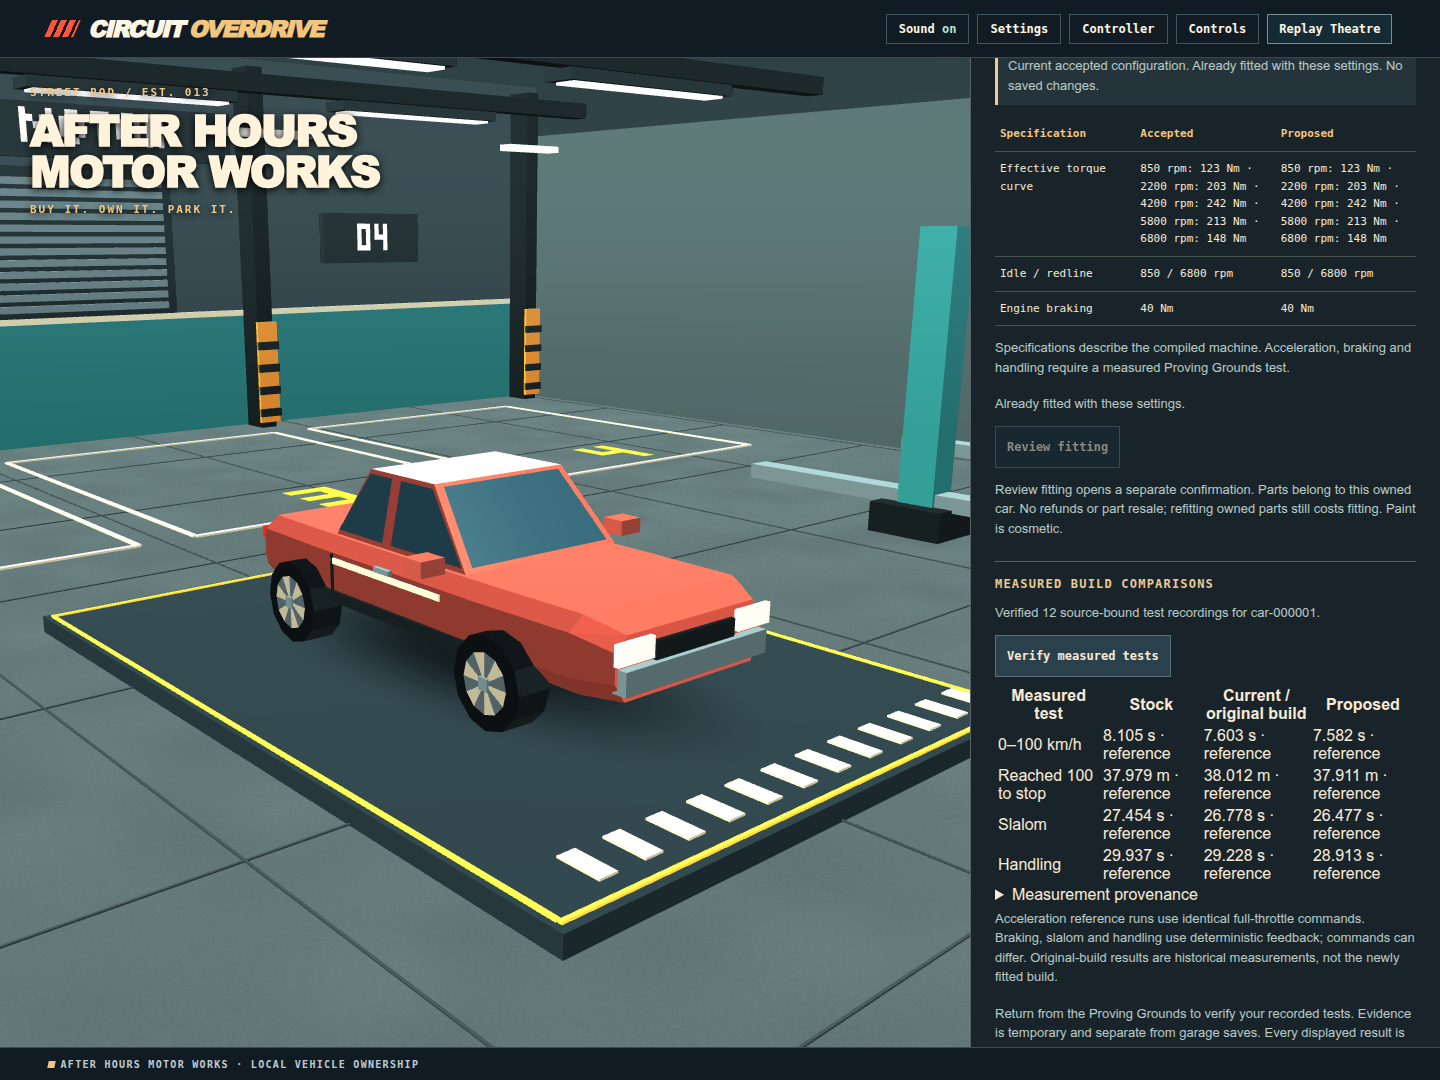 CIRCUIT OVERDRIVE
Sound on
Settings
Controller
Controls
Replay Theatre
STREET ROD / EST. 013
AFTER HOURS
MOTOR WORKS
BUY IT. OWN IT. PARK IT.
04
3
4
Current accepted configuration. Already fitted with these settings. No
saved changes.
Specification Accepted Proposed
Effective torque curve
850 rpm: 123 Nm ·
2200 rpm: 203 Nm ·
4200 rpm: 242 Nm ·
5800 rpm: 213 Nm ·
6800 rpm: 148 Nm
850 rpm: 123 Nm ·
2200 rpm: 203 Nm ·
4200 rpm: 242 Nm ·
5800 rpm: 213 Nm ·
6800 rpm: 148 Nm
Idle / redline 850 / 6800 rpm 850 / 6800 rpm
Engine braking 40 Nm 40 Nm
Specifications describe the compiled machine. Acceleration, braking and
handling require a measured Proving Grounds test.
Already fitted with these settings.
Review fitting
Review fitting opens a separate confirmation. Parts belong to this owned
car. No refunds or part resale; refitting owned parts still costs fitting. Paint
is cosmetic.
MEASURED BUILD COMPARISONS
Verified 12 source-bound test recordings for car-000001.
Verify measured tests
Measured test Stock Current / original build Proposed
0–100 km/h 8.105 s · reference 7.603 s · reference 7.582 s · reference
Reached 100 to stop 37.979 m · reference 38.012 m · reference 37.911 m · reference
Slalom 27.454 s · reference 26.778 s · reference 26.477 s · reference
Handling 29.937 s · reference 29.228 s · reference 28.913 s · reference
Measurement provenance
Acceleration reference runs use identical full-throttle commands.
Braking, slalom and handling use deterministic feedback; commands can
differ. Original-build results are historical measurements, not the newly
fitted build.
Return from the Proving Grounds to verify your recorded tests. Evidence
is temporary and separate from garage saves. Every displayed result is
AFTER HOURS MOTOR WORKS · LOCAL VEHICLE OWNERSHIP